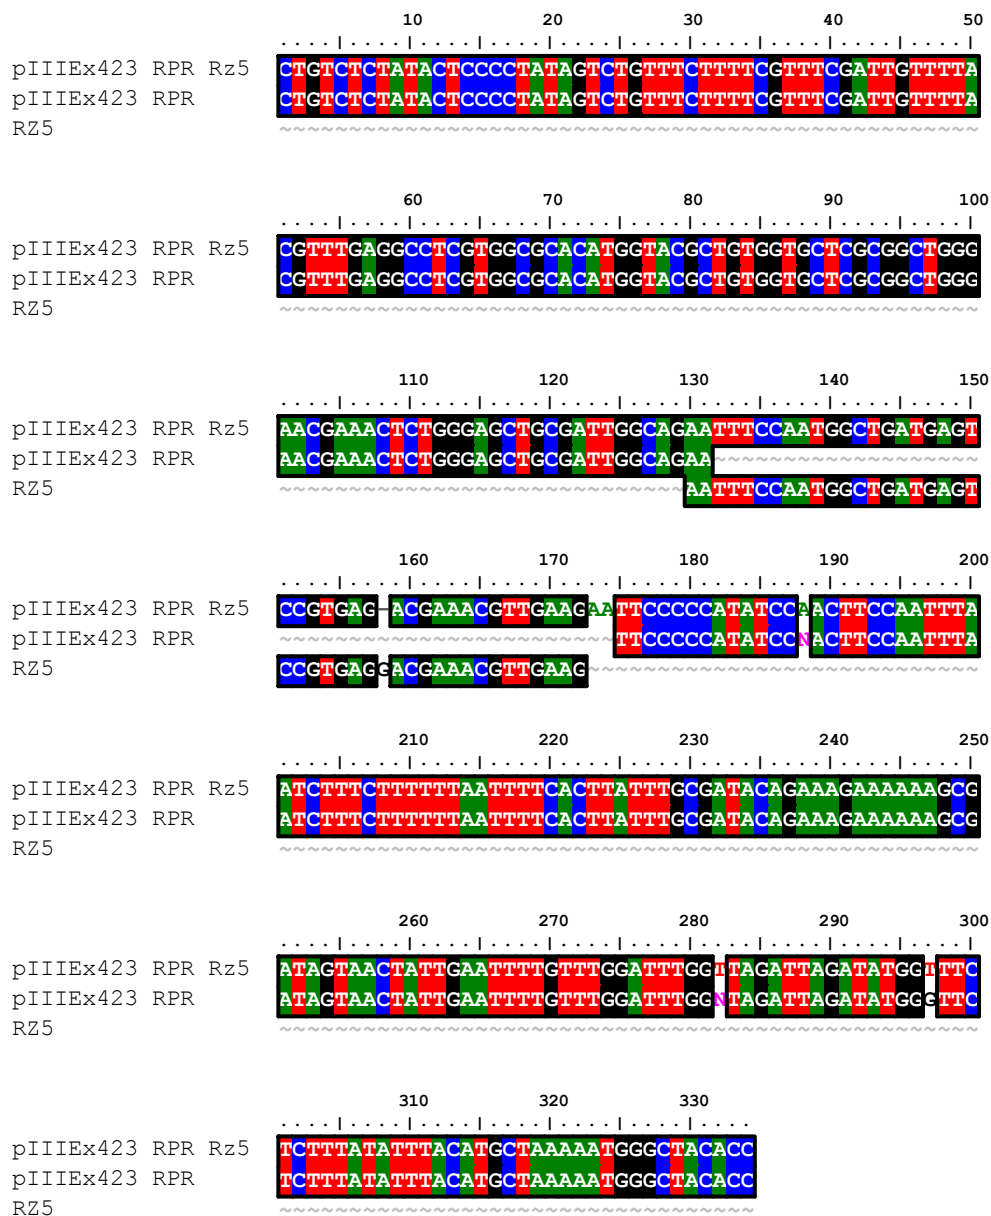 10 20 30 40 50
....|....|....|....|....|....|....|....|....|....|
pIIIEx423 RPR Rz5 CTGTCTCTATACTCCCCTATAGTCTGTTTCTTTTCGTTTCGATTGTTTTA
pIIIEx423 RPR CTGTCTCTATACTCCCCTATAGTCTGTTTCTTTTCGTTTCGATTGTTTTA
RZ5 ~~~~~~~~~~~~~~~~~~~~~~~~~~~~~~~~~~~~~~~~~~~~~~~~~~
60 70 80 90 100
....|....|....|....|....|....|....|....|....|....|
pIIIEx423 RPR Rz5 CGTTTGAGGCCTCGTGGCGCACATGGTACGCTGTGGTGCTCGCGGCTGGG
pIIIEx423 RPR CGTTTGAGGCCTCGTGGCGCACATGGTACGCTGTGGTGCTCGCGGCTGGG
RZ5 ~~~~~~~~~~~~~~~~~~~~~~~~~~~~~~~~~~~~~~~~~~~~~~~~~~
110 120 130 140 150
....|....|....|....|....|....|....|....|....|....|
pIIIEx423 RPR Rz5 AACGAAACTCTGGGAGCTGCGATTGGCAGAATTTCCAATGGCTGATGAGT
pIIIEx423 RPR AACGAAACTCTGGGAGCTGCGATTGGCAGAA~~~~~~~~~~~~~~~~~~~
RZ5 ~~~~~~~~~~~~~~~~~~~~~~~~~~~~~AATTTCCAATGGCTGATGAGT
160 170 180 190 200
....|....|....|....|....|....|....|....|....|....|
pIIIEx423 RPR Rz5 CCGTGAG-ACGAAACGTTGAAGAATTCCCCCATATCCAACTTCCAATTTA
pIIIEx423 RPR ~~~~~~~~~~~~~~~~~~~~~~~~TTCCCCCATATCCNACTTCCAATTTA
RZ5 CCGTGAGGACGAAACGTTGAAG~~~~~~~~~~~~~~~~~~~~~~~~~~~~
210 220 230 240 250
....|....|....|....|....|....|....|....|....|....|
pIIIEx423 RPR Rz5 ATCTTTCTTTTTTAATTTTCACTTATTTGCGATACAGAAAGAAAAAAGCG
pIIIEx423 RPR ATCTTTCTTTTTTAATTTTCACTTATTTGCGATACAGAAAGAAAAAAGCG
RZ5 ~~~~~~~~~~~~~~~~~~~~~~~~~~~~~~~~~~~~~~~~~~~~~~~~~~
260 270 280 290 300
....|....|....|....|....|....|....|....|....|....|
pIIIEx423 RPR Rz5 ATAGTAACTATTGAATTTTGTTTGGATTTGGTTAGATTAGATATGGTTTC
pIIIEx423 RPR ATAGTAACTATTGAATTTTGTTTGGATTTGGNTAGATTAGATATGGGTTC
RZ5 ~~~~~~~~~~~~~~~~~~~~~~~~~~~~~~~~~~~~~~~~~~~~~~~~~~
310 320 330
....|....|....|....|....|....|....
pIIIEx423 RPR Rz5 TCTTTATATTTACATGCTAAAAATGGGCTACACC
pIIIEx423 RPR TCTTTATATTTACATGCTAAAAATGGGCTACACC
RZ5 ~~~~~~~~~~~~~~~~~~~~~~~~~~~~~~~~~~